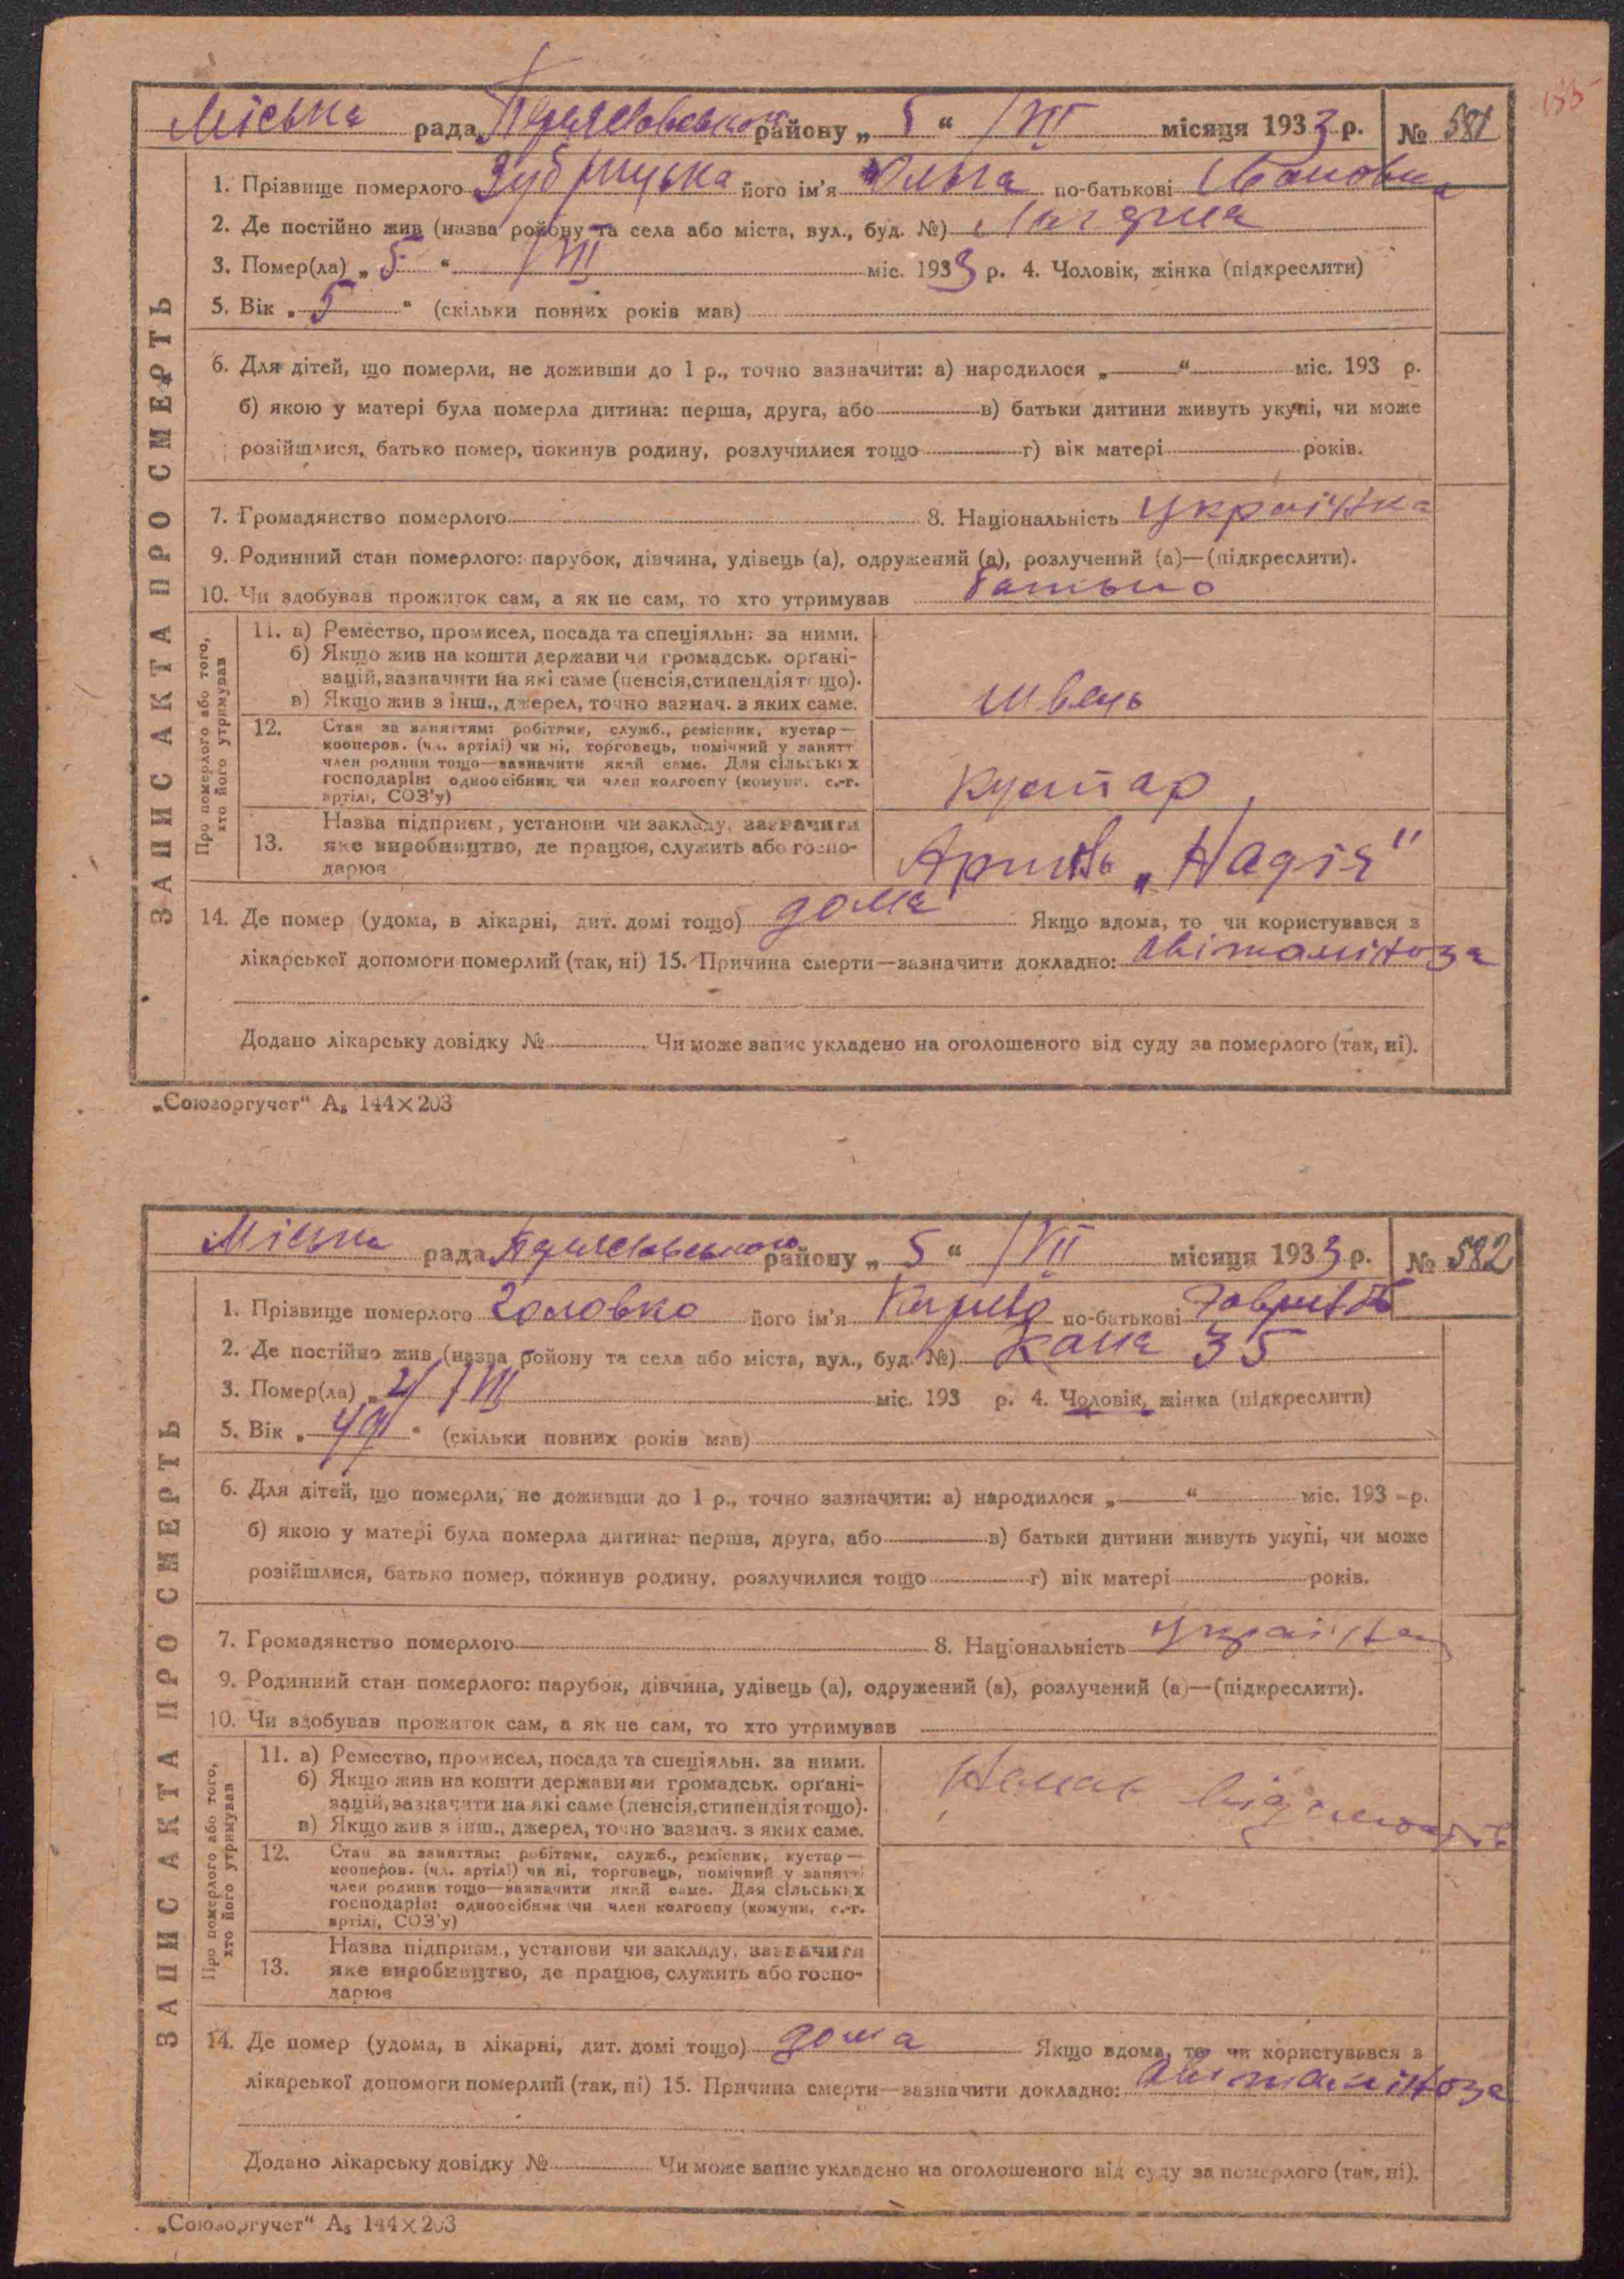 155
Міська рада Переяславського району „ 5 “ /VII місяця 1933 р. № 581
1. Прізвище померлого Зубрицька його ім’я Ольга по-батькові Івановна
2. Де постійно жив (назва району та села або міста, вул., буд. №)
3. Помер(ла) „ 5 “ /VII міс. 1933 р. 4. Чоловік, жінка (підкреслити)
5. Вік „ 5 “ (скільки повних років мав)
6. Для дітей, що померли, не доживши до 1 р., точно зазначити: а) народилося „ “ міс. 193 р.
б) якою у матері була померла дитина: перша, друга, або в) батьки дитини живуть укупі, чи може
розійшлися, батько помер, покинув родину, розлучилися тощо г) вік матері років.
7. Громадянство померлого 8. Національність українка
9. Родинний стан померлого: парубок, дівчина, удівець (а), одружений (а), розлучений (а)—(підкреслити).
10. Чи здобував прожиток сам, а як не сам, то хто утримував батько
ЗАПИС АКТА ПРО СМЕРТЬ
Про померлого або того, хто його утримував
11. а) Ремество, промисел, посада та спеціяльн: за ними.
б) Якщо жив на кошти держави чи громадськ. орґані-
зацій, зазначити на які саме (пенсія, стипендія тощо).
в) Якщо жив з інш., джерел, точно зазнач. з яких саме.
швець
12. Стан за заняттям: робітник, служб., ремісник, кустар—
кооперов. (чл. артілі) чи ні, торговець, помічний у занятті
член родини тощо—зазначити який саме. Для сільських
господарів: одноосібник чи член колгоспу (комуни, с.-г.
артілі, СОЗ’у)
кустар
13. Назва підприєм., установи чи закладу, зазначити
яке виробництво, де працює, служить або госпо-
дарює
Артіль „Надія"
14. Де помер (удома, в лікарні, дит. домі тощо) дома Якщо вдома, то чи користувався з
лікарської допомоги померлий (так, ні) 15. Причина смерти—зазначити докладно: авітаміноза
Додано лікарську довідку № Чи може запис укладено на оголошеного від суду за померлого (так, ні).
„Союзоргучет“ А₅ 144×203
Міська рада Переяславського району „ 5 “ /VII місяця 1933 р. № 582
1. Прізвище померлого Головко його ім’я по-батькові
2. Де постійно жив (назва району та села або міста, вул., буд. №) 35
3. Помер(ла) „ /VII міс. 193 р. 4. Чоловік, жінка (підкреслити)
5. Вік „ 49 “ (скільки повних років мав)
6. Для дітей, що померли, не доживши до 1 р., точно зазначити: а) народилося „ “ міс. 193 р.
б) якою у матері була померла дитина: перша, друга, або в) батьки дитини живуть укупі, чи може
розійшлися, батько помер, покинув родину, розлучилися тощо г) вік матері років.
7. Громадянство померлого 8. Національність українец
9. Родинний стан померлого: парубок, дівчина, удівець (а), одружений (а), розлучений (а)—(підкреслити).
10. Чи здобував прожиток сам, а як не сам, то хто утримував
ЗАПИС АКТА ПРО СМЕРТЬ
Про померлого або того, хто його утримував
11. а) Ремество, промисел, посада та спеціяльн. за ними.
б) Якщо жив на кошти держави чи громадськ. орґані-
зацій, зазначити на які саме (пенсія, стипендія тощо).
в) Якщо жив з інш., джерел, точно зазнач. з яких саме.
Немає відомость
12. Стан за заняттям: робітник, служб., ремісник, кустар—
кооперов. (чл. артілі) чи ні, торговець, помічний у занятті
член родини тощо—зазначити який саме. Для сільських
господарів: одноосібник чи член колгоспу (комуни, с.-г.
артілі, СОЗ’у)
13. Назва підприєм., установи чи закладу, зазначити
яке виробництво, де працює, служить або госпо-
дарює
14. Де помер (удома, в лікарні, дит. домі тощо) дома Якщо вдома, то чи користувався з
лікарської допомоги померлий (так, ні) 15. Причина смерти—зазначити докладно: авітаміноза
Додано лікарську довідку № Чи може запис укладено на оголошеного від суду за померлого (так, ні).
„Союзоргучет“ А₅ 144×203